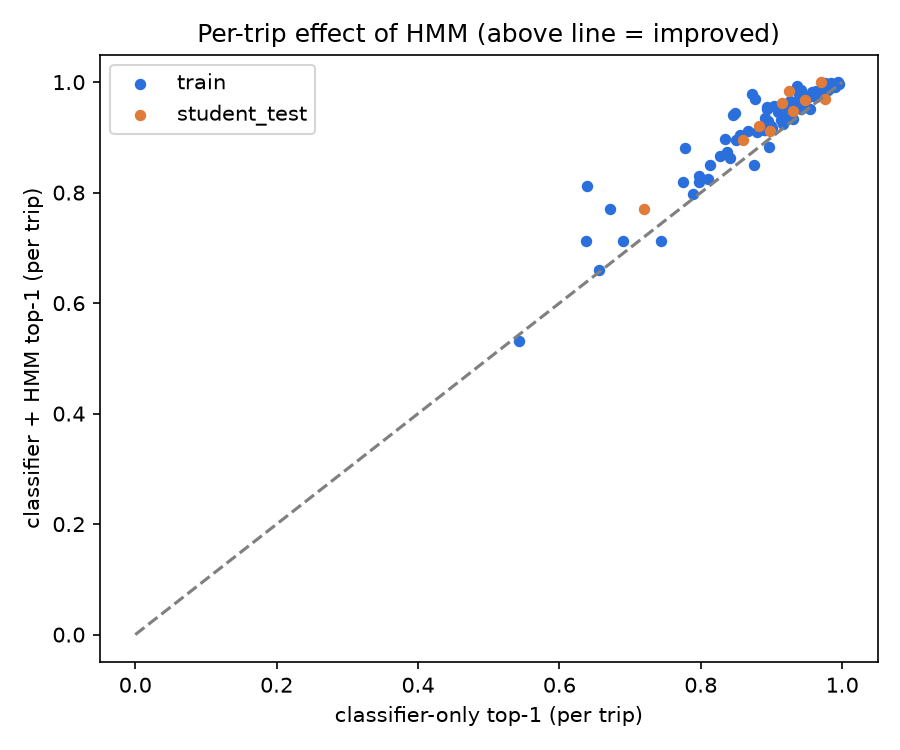 Per-trip effect of HMM (above line = improved)
train
student_test
classifier + HMM top-1 (per trip)
1.0
0.8
0.6
0.4
0.2
0.0
0.0 0.2 0.4 0.6 0.8 1.0
classifier-only top-1 (per trip)